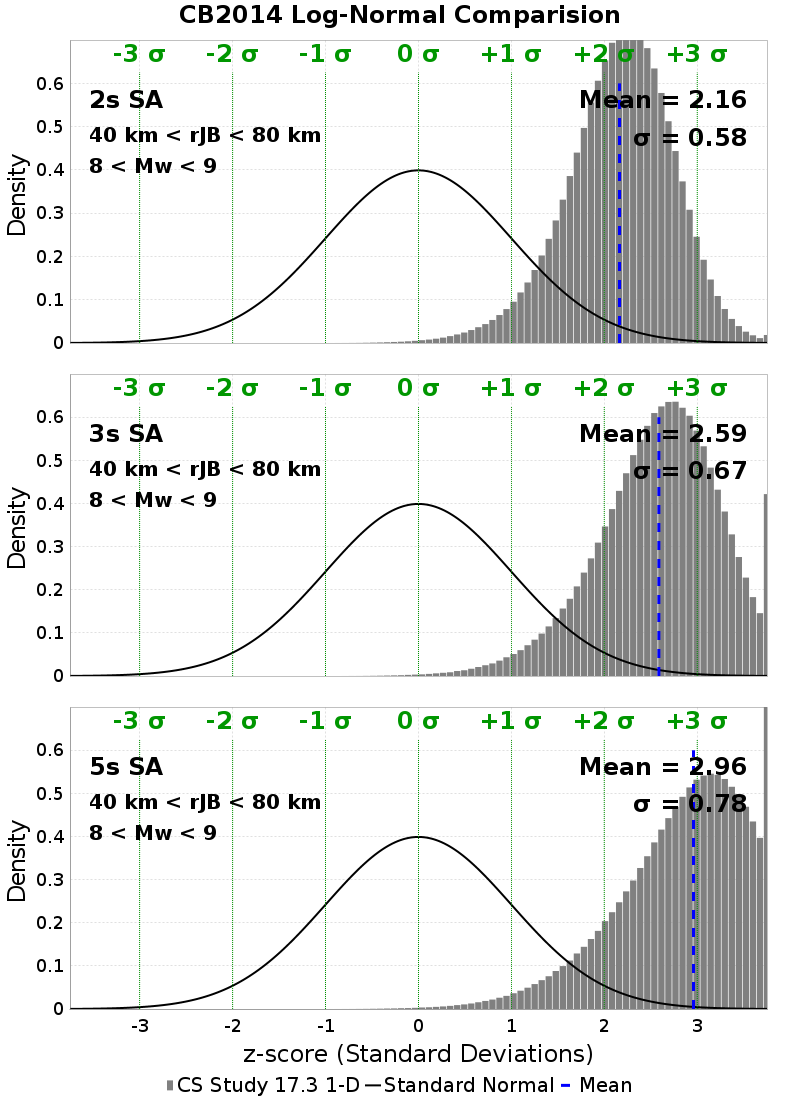 CB2014 Log-Normal Comparision
-3 σ -2 σ -1 σ 0 σ +1 σ +2 σ +3 σ
2s SA
Mean = 2.16
40 km < rJB < 80 km
σ = 0.58
8 < Mw < 9
0.6
0.5
0.4
0.3
0.2
0.1
0
Density
-3 σ -2 σ -1 σ 0 σ +1 σ +2 σ +3 σ
3s SA
Mean = 2.59
40 km < rJB < 80 km
σ = 0.67
8 < Mw < 9
0.6
0.5
0.4
0.3
0.2
0.1
0
Density
-3 σ -2 σ -1 σ 0 σ +1 σ +2 σ +3 σ
5s SA
Mean = 2.96
40 km < rJB < 80 km
σ = 0.78
8 < Mw < 9
0.6
0.5
0.4
0.3
0.2
0.1
0
Density
-3 -2 -1 0 1 2 3
z-score (Standard Deviations)
CS Study 17.3 1-D Standard Normal Mean